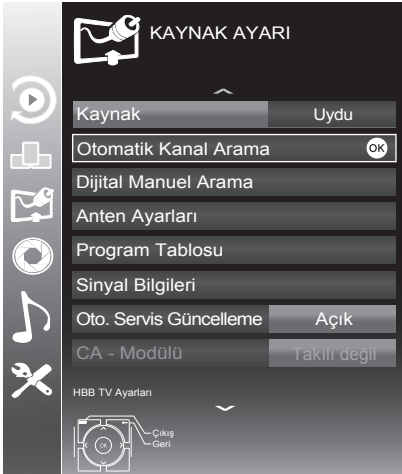 KAYNAK AYARI
Kaynak Uydu
Otomatik Kanal Arama OK
Dijital Manuel Arama
Anten Ayarları
Program Tablosu
Sinyal Bilgileri
Oto. Servis Güncelleme Açık
CA - Modülü Takılı değil
HBB TV Ayarları
Çıkış
OK Geri